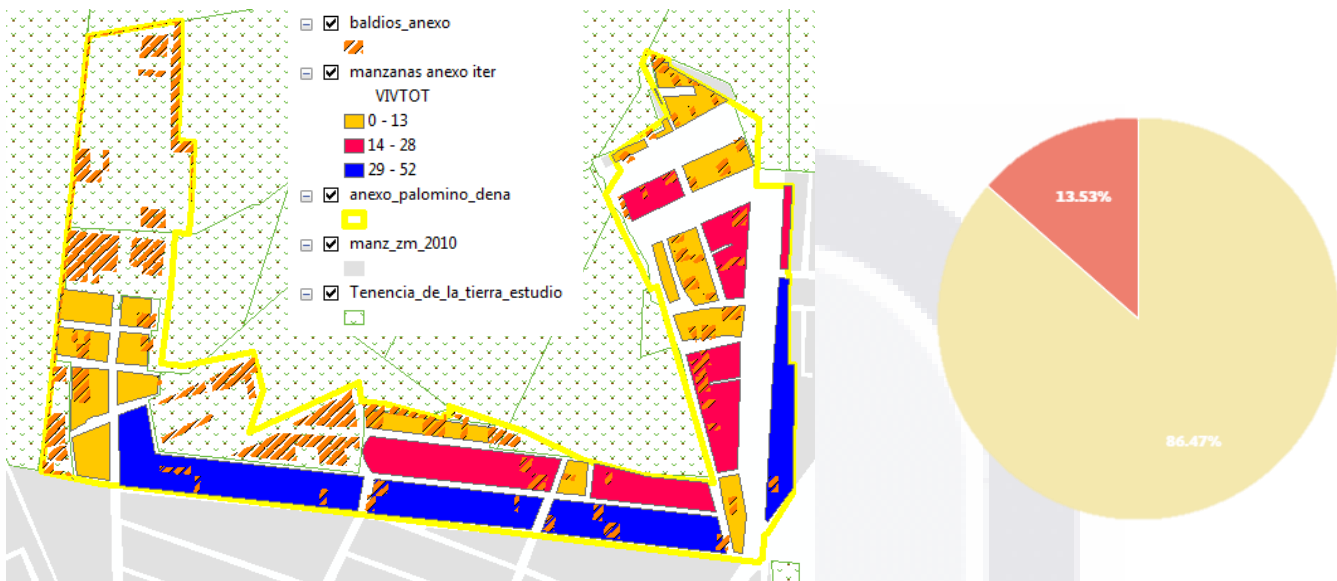 baldios_anexo
manzanas anexo iter
VIVTOT
0 - 13
14 - 28
29 - 52
anexo_palomino_dena
manz_zm_2010
Tenencia_de_la_tierra_estudio
13.53%
86.47%